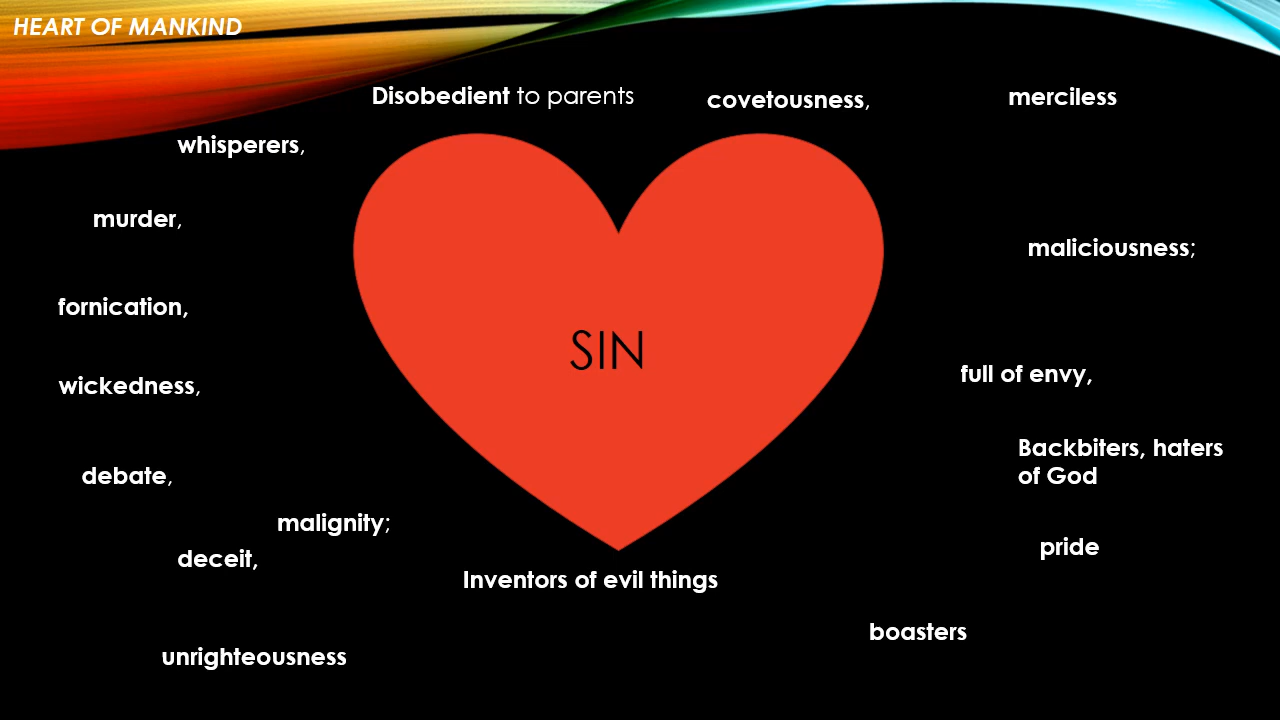 HEART OF MANKIND
Disobedient to parents
covetousness,
merciless
whisperers,
murder,
maliciousness;
fornication,
SIN
full of envy,
wickedness,
Backbiters, haters
of God
debate,
malignity;
pride
deceit,
Inventors of evil things
boasters
unrighteousness